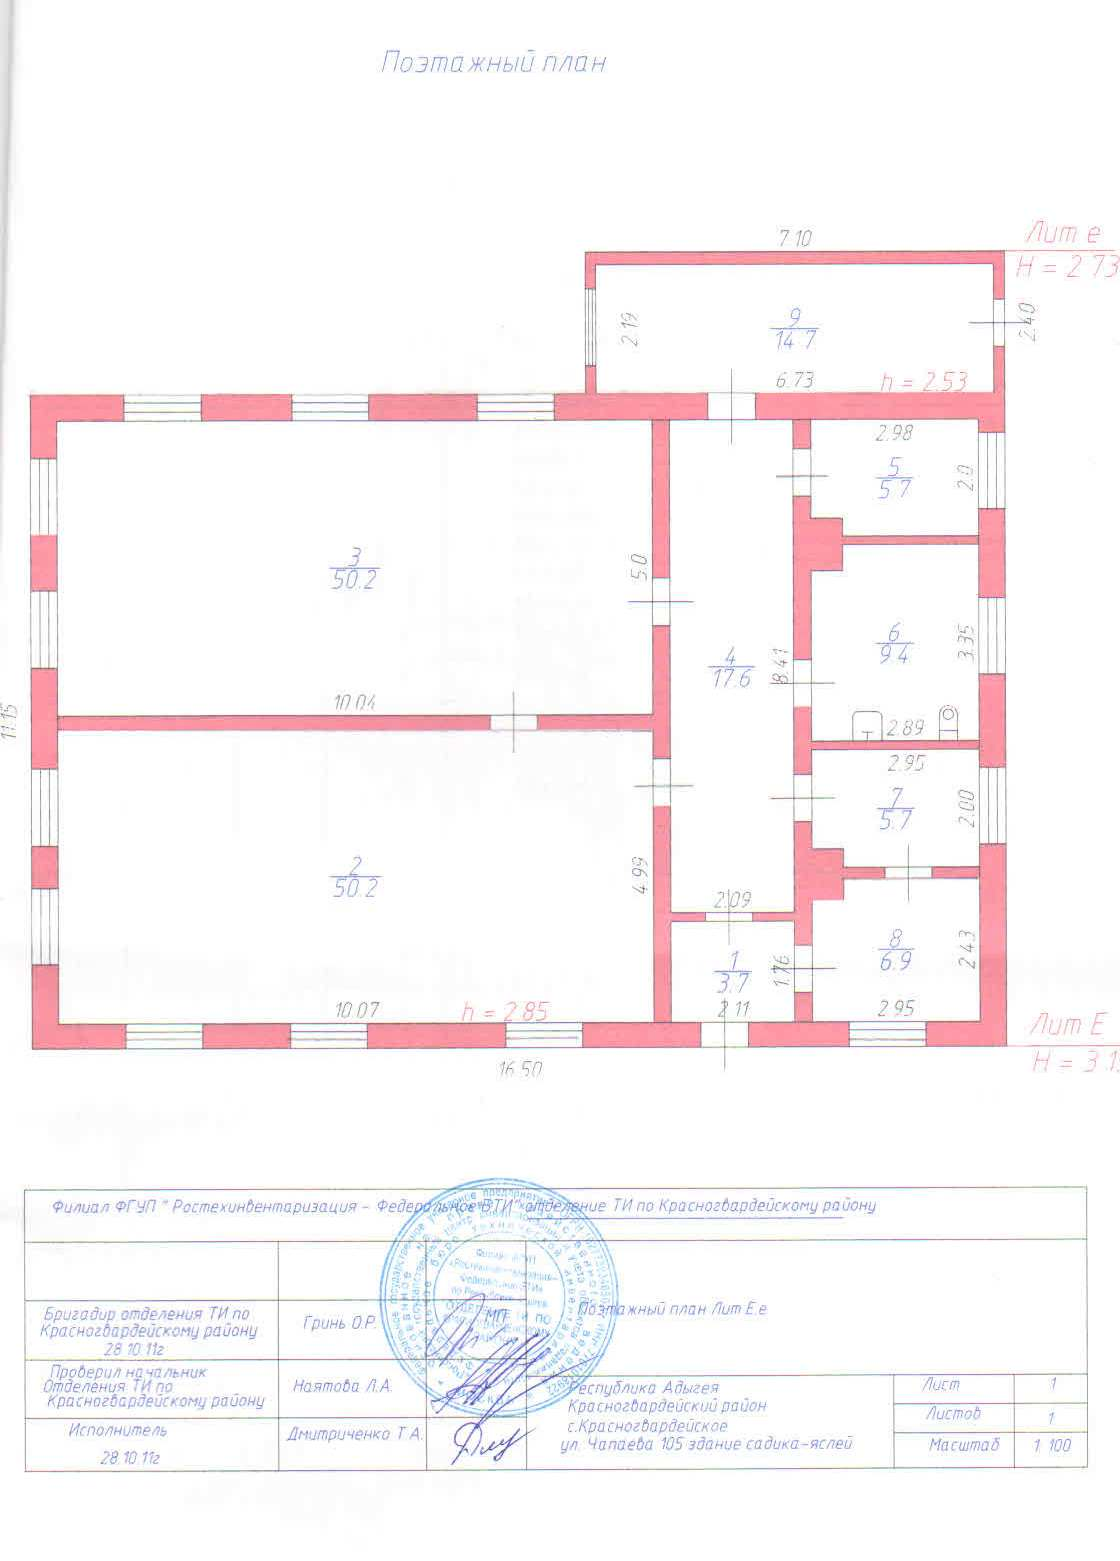 Поэтажный план
7.10
Лит е
Н = 2.73
2.19
9
14.7
2.40
6.73
h = 2.53
2.98
5
5.7
2.0
3
50.2
5.0
4
17.6
8.41
6
9.4
3.35
10.04
2.89
11.15
2.95
7
5.7
2.00
2
50.2
4.99
2.09
8
6.9
2.43
1
3.7
1.76
10.07
h = 2.85
2.11
2.95
Лит Е
Н = 3.1
16.50
Филиал ФГУП " Ростехинвентаризация - Федеральное БТИ" отделение ТИ по Красногвардейскому району
Бригадир отделения ТИ по
Красногвардейскому району
28.10.11г
Гринь О.Р.
МП
Поэтажный план Лит Е,е
Проверил начальник
Отделения ТИ по
Красногвардейскому району
Наятова Л.А.
Республика Адыгея
Красногвардейский район
с.Красногвардейское
ул. Чапаева 105 здание садика-яслей
Лист 1
Листов 1
Масштаб 1: 100
Исполнитель
28.10.11г
Дмитриченко Т.А.